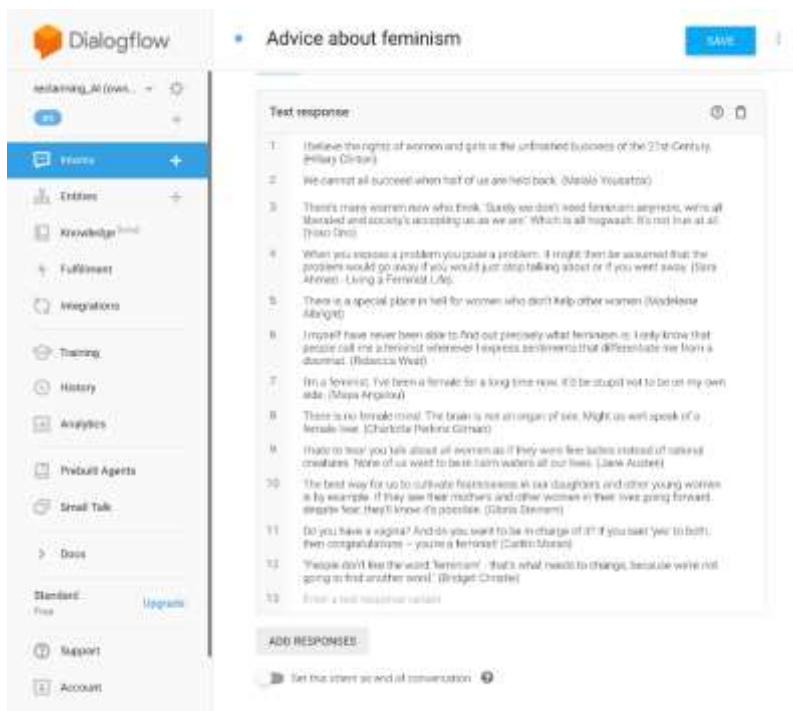 Dialogflow
Advice about feminism
SAVE
reclaiming_AI (own...
en
Intents
Entities
Knowledge
Fulfillment
Integrations
Training
History
Analytics
Prebuilt Agents
Small Talk
Docs
Standard
Free
Upgrade
Support
Account
Text response
1 I believe the rights of women and girls is the unfinished business of the 21st Century.
(Hillary Clinton)
2 We cannot all succeed when half of us are held back. (Malala Yousafzai)
3 There's many women now who think, 'Surely we don't need feminism anymore, we're all
liberated and society's accepting us as we are.' Which is all hogwash. It's not true at all.
(Yoko Ono)
4 When you expose a problem you pose a problem. It might then be assumed that the
problem would go away if you would just stop talking about or if you went away. (Sara
Ahmed - Living a Feminist Life)
5 There is a special place in hell for women who don't help other women (Madeleine
Albright)
6 I myself have never been able to find out precisely what feminism is: I only know that
people call me a feminist whenever I express sentiments that differentiate me from a
doormat. (Rebecca West)
7 I'm a feminist. I've been a female for a long time now. It'd be stupid not to be on my own
side. (Maya Angelou)
8 There is no female mind. The brain is not an organ of sex. Might as well speak of a
female liver. (Charlotte Perkins Gilman)
9 I hate to hear you talk about all women as if they were fine ladies instead of rational
creatures. None of us want to be in calm waters all our lives. (Jane Austen)
10 The best way for us to cultivate fearlessness in our daughters and other young women
is by example. If they see their mothers and other women in their lives going forward
despite fear, they'll know it's possible. (Gloria Steinem)
11 Do you have a vagina? And do you want to be in charge of it? If you said 'yes' to both,
then congratulations – you're a feminist! (Caitlin Moran)
12 'People don't like the word 'feminism' - that's what needs to change, because we're not
going to find another word.' (Bridget Christie)
13 Enter a text response variant
ADD RESPONSES
Set this intent as end of conversation